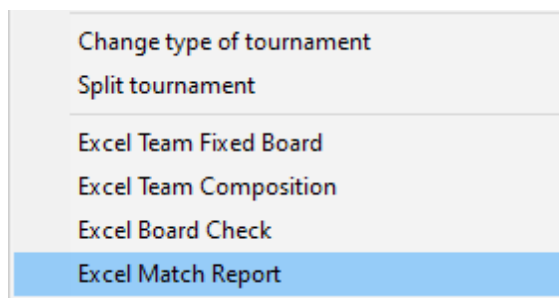 Change type of tournament
Split tournament
Excel Team Fixed Board
Excel Team Composition
Excel Board Check
Excel Match Report